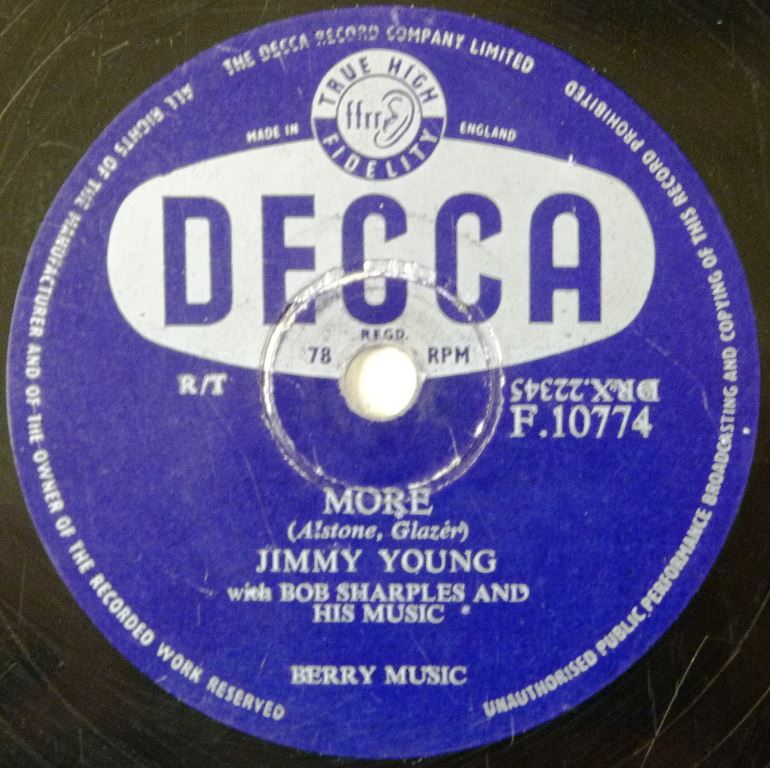 THE DECCA RECORD COMPANY LIMITED
TRUE HIGH
ffrr
FIDELITY
MADE IN ENGLAND
DECCA
REGD.
78 RPM
R/T
DRX.22345
F.10774
MORE
(Alstone, Glazer)
JIMMY YOUNG
with BOB SHARPLES AND
HIS MUSIC
BERRY MUSIC
ALL RIGHTS OF THE MANUFACTURER AND OF THE OWNER OF THE RECORDED WORK RESERVED
UNAUTHORISED PUBLIC PERFORMANCE BROADCASTING AND COPYING OF THIS RECORD PROHIBITED